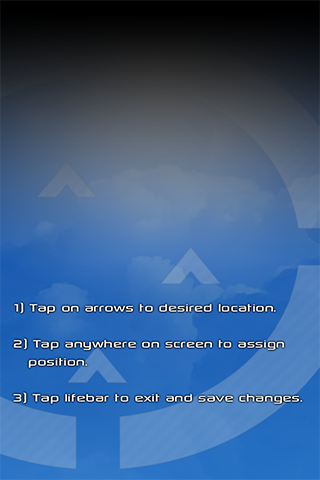 1) Tap on arrows to desired location.
2) Tap anywhere on screen to assign
position.
3) Tap lifebar to exit and save changes.